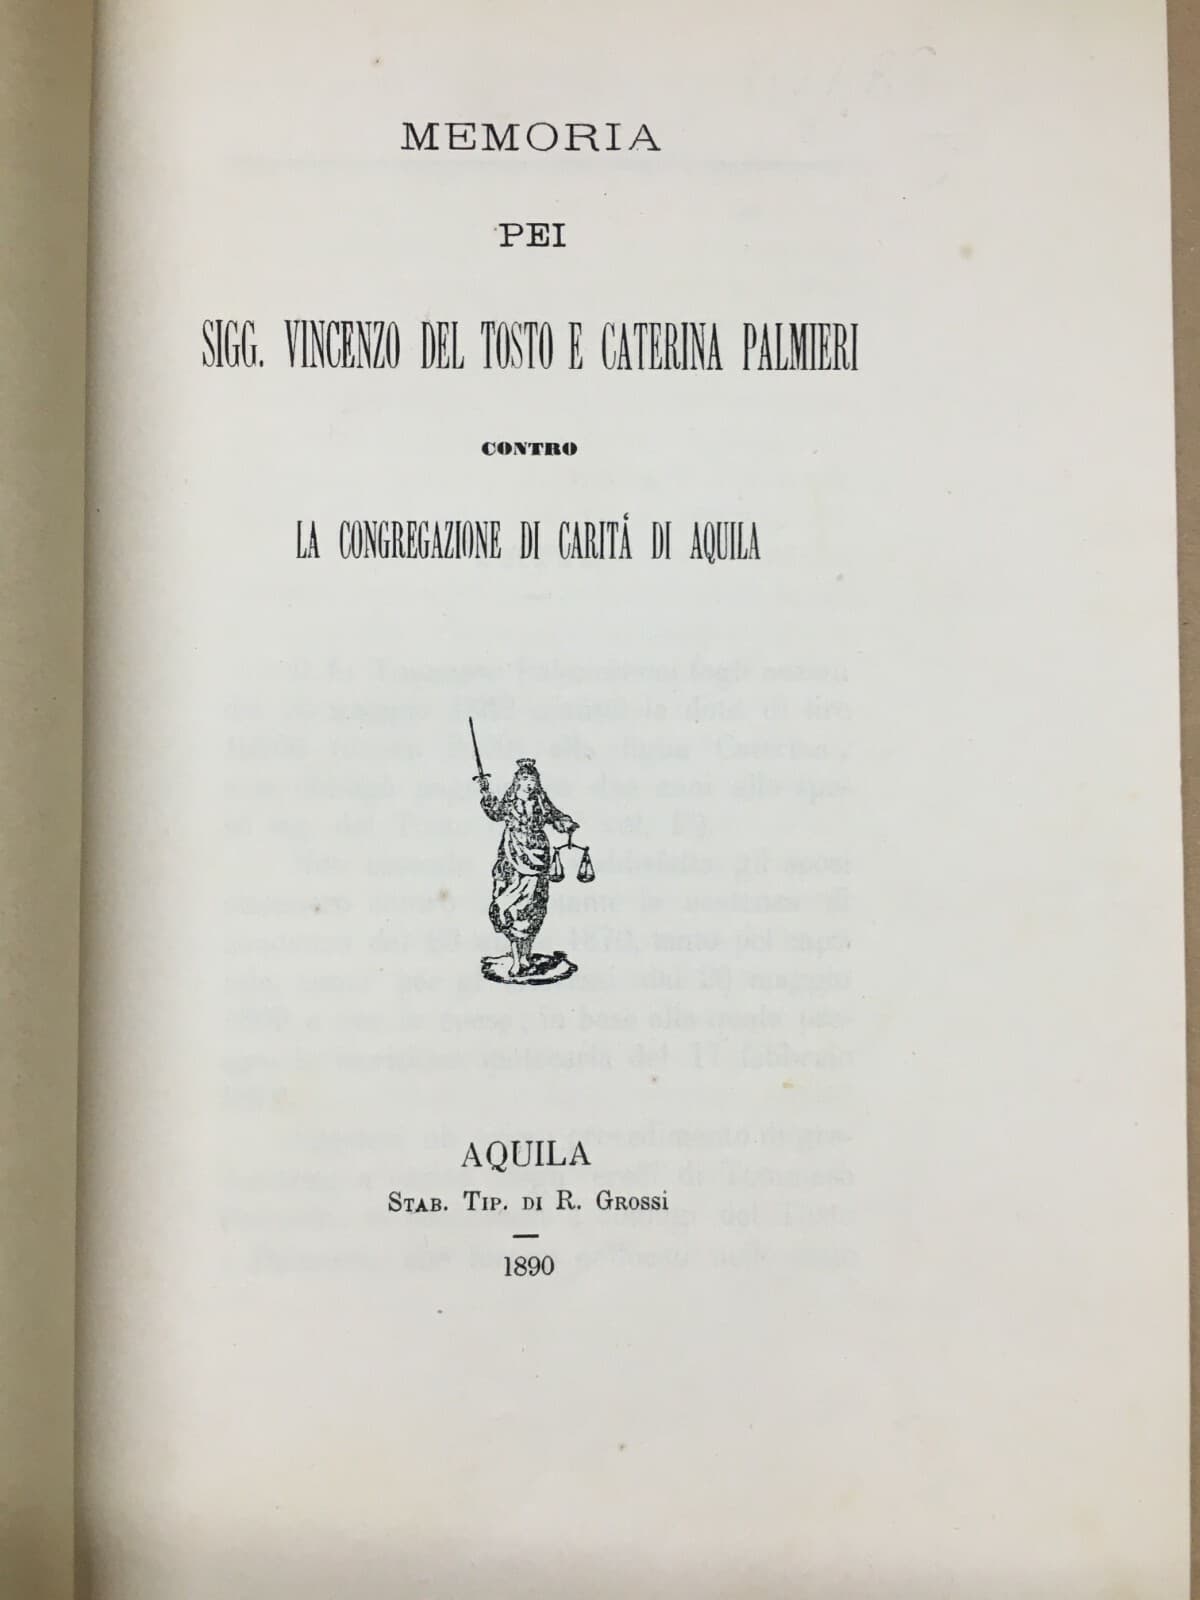 MEMORIA
PEI
SIGG. VINCENZO DEL TOSTO E CATERINA PALMIERI
CONTRO
LA CONGREGAZIONE DI CARITÁ DI AQUILA
AQUILA
STAB. TIP. DI R. GROSSI
1890